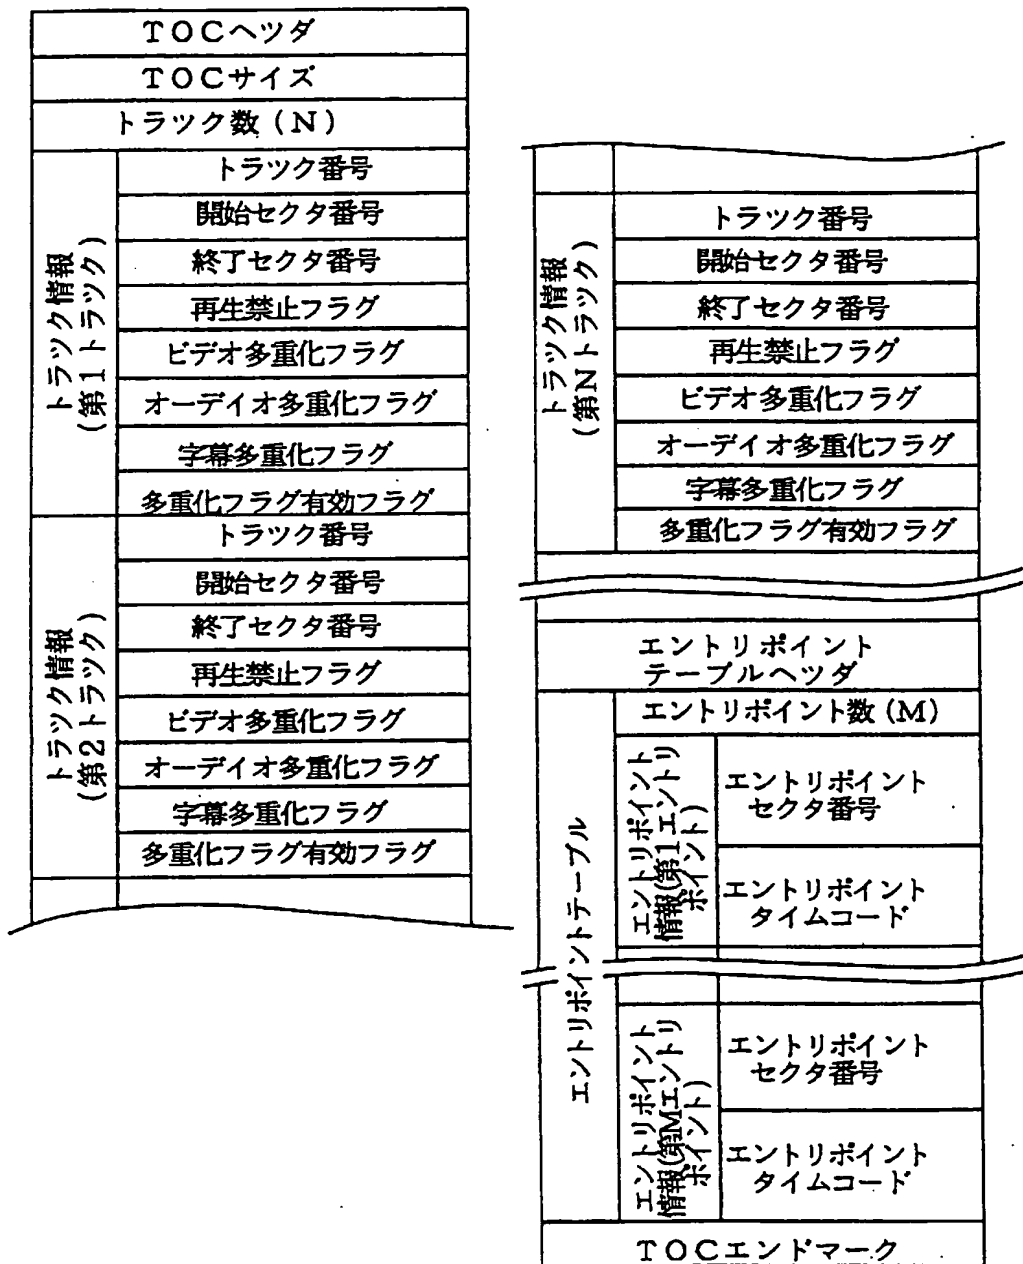 TOCヘツダ
TOCサイズ
トラツク数（N）
トラツク情報
（第1トラツク）
トラツク番号
開始セクタ番号
終了セクタ番号
再生禁止フラグ
ビデオ多重化フラグ
オーデイオ多重化フラグ
字幕多重化フラグ
多重化フラグ有効フラグ
トラツク情報
（第2トラツク）
トラツク番号
開始セクタ番号
終了セクタ番号
再生禁止フラグ
ビデオ多重化フラグ
オーデイオ多重化フラグ
字幕多重化フラグ
多重化フラグ有効フラグ
トラツク情報
（第Nトラツク）
トラツク番号
開始セクタ番号
終了セクタ番号
再生禁止フラグ
ビデオ多重化フラグ
オーデイオ多重化フラグ
字幕多重化フラグ
多重化フラグ有効フラグ
エントリポイント
テーブルヘツダ
エントリポイントテーブル
エントリポイント数（M）
エントリポイント
情報(第1エントリ
ポイント)
エントリポイント
セクタ番号
エントリポイント
タイムコード
エントリポイント
情報(第Mエントリ
ポイント)
エントリポイント
セクタ番号
エントリポイント
タイムコード
TOCエンドマーク